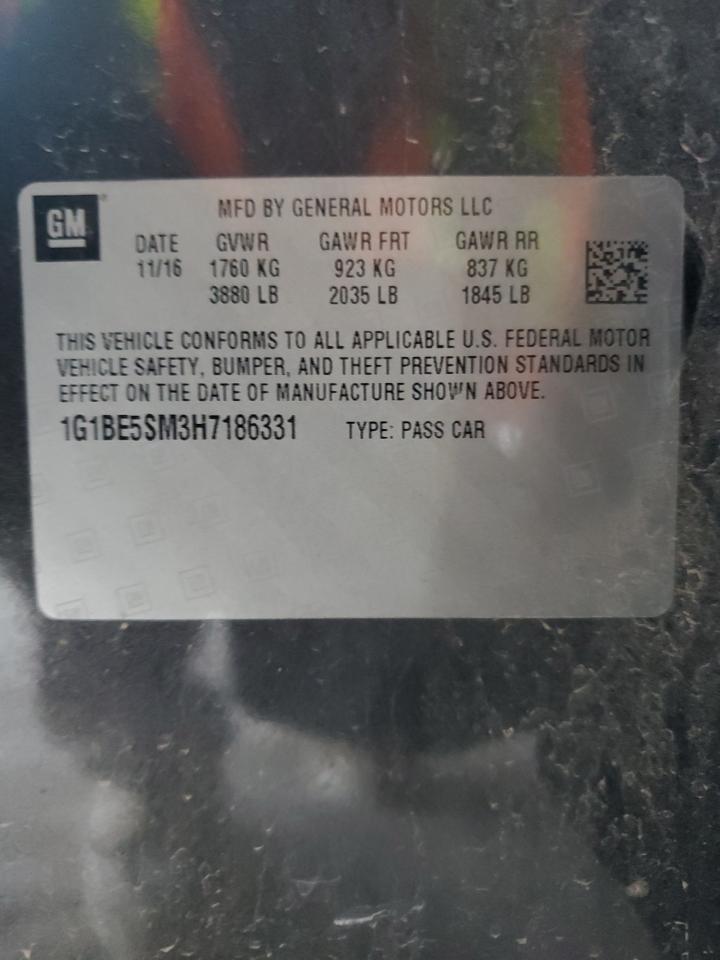 GM
MFD BY GENERAL MOTORS LLC
DATE GVWR GAWR FRT GAWR RR
11/16 1760 KG 923 KG 837 KG
3880 LB 2035 LB 1845 LB
THIS VEHICLE CONFORMS TO ALL APPLICABLE U.S. FEDERAL MOTOR
VEHICLE SAFETY, BUMPER, AND THEFT PREVENTION STANDARDS IN
EFFECT ON THE DATE OF MANUFACTURE SHOWN ABOVE.
1G1BE5SM3H7186331 TYPE: PASS CAR